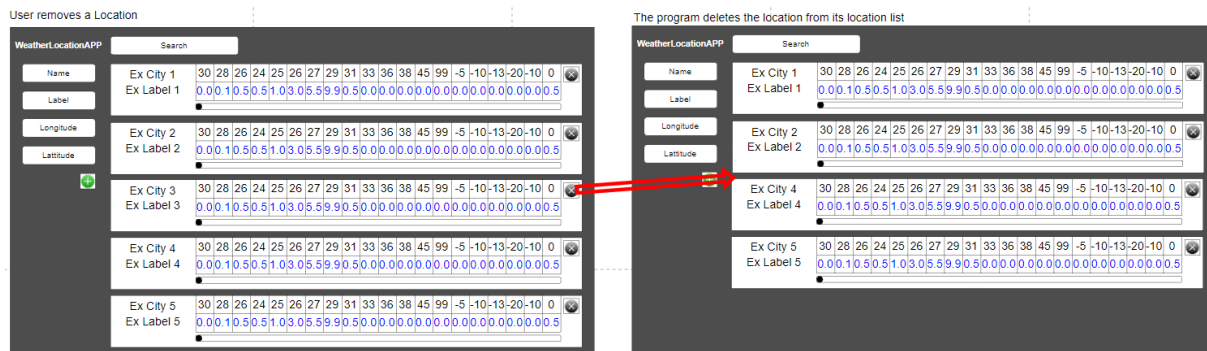 User removes a Location
WeatherLocationAPP
Search
Name
Label
Longitude
Lattitude
Ex City 1 30 28 26 24 25 26 27 29 31 33 36 38 45 99 -5 -10 -13 -20 -10 0
Ex Label 1 0.0 0.1 0.5 0.5 1.0 3.0 5.5 9.9 0.5 0.0 0.0 0.0 0.0 0.0 0.0 0.0 0.0 0.0 0.0 0.5
Ex City 2 30 28 26 24 25 26 27 29 31 33 36 38 45 99 -5 -10 -13 -20 -10 0
Ex Label 2 0.0 0.1 0.5 0.5 1.0 3.0 5.5 9.9 0.5 0.0 0.0 0.0 0.0 0.0 0.0 0.0 0.0 0.0 0.0 0.5
Ex City 3 30 28 26 24 25 26 27 29 31 33 36 38 45 99 -5 -10 -13 -20 -10 0
Ex Label 3 0.0 0.1 0.5 0.5 1.0 3.0 5.5 9.9 0.5 0.0 0.0 0.0 0.0 0.0 0.0 0.0 0.0 0.0 0.0 0.5
Ex City 4 30 28 26 24 25 26 27 29 31 33 36 38 45 99 -5 -10 -13 -20 -10 0
Ex Label 4 0.0 0.1 0.5 0.5 1.0 3.0 5.5 9.9 0.5 0.0 0.0 0.0 0.0 0.0 0.0 0.0 0.0 0.0 0.0 0.5
Ex City 5 30 28 26 24 25 26 27 29 31 33 36 38 45 99 -5 -10 -13 -20 -10 0
Ex Label 5 0.0 0.1 0.5 0.5 1.0 3.0 5.5 9.9 0.5 0.0 0.0 0.0 0.0 0.0 0.0 0.0 0.0 0.0 0.0 0.5
The program deletes the location from its location list
WeatherLocationAPP
Search
Name
Label
Longitude
Lattitude
Ex City 1 30 28 26 24 25 26 27 29 31 33 36 38 45 99 -5 -10 -13 -20 -10 0
Ex Label 1 0.0 0.1 0.5 0.5 1.0 3.0 5.5 9.9 0.5 0.0 0.0 0.0 0.0 0.0 0.0 0.0 0.0 0.0 0.0 0.5
Ex City 2 30 28 26 24 25 26 27 29 31 33 36 38 45 99 -5 -10 -13 -20 -10 0
Ex Label 2 0.0 0.1 0.5 0.5 1.0 3.0 5.5 9.9 0.5 0.0 0.0 0.0 0.0 0.0 0.0 0.0 0.0 0.0 0.0 0.5
Ex City 4 30 28 26 24 25 26 27 29 31 33 36 38 45 99 -5 -10 -13 -20 -10 0
Ex Label 4 0.0 0.1 0.5 0.5 1.0 3.0 5.5 9.9 0.5 0.0 0.0 0.0 0.0 0.0 0.0 0.0 0.0 0.0 0.0 0.5
Ex City 5 30 28 26 24 25 26 27 29 31 33 36 38 45 99 -5 -10 -13 -20 -10 0
Ex Label 5 0.0 0.1 0.5 0.5 1.0 3.0 5.5 9.9 0.5 0.0 0.0 0.0 0.0 0.0 0.0 0.0 0.0 0.0 0.0 0.5